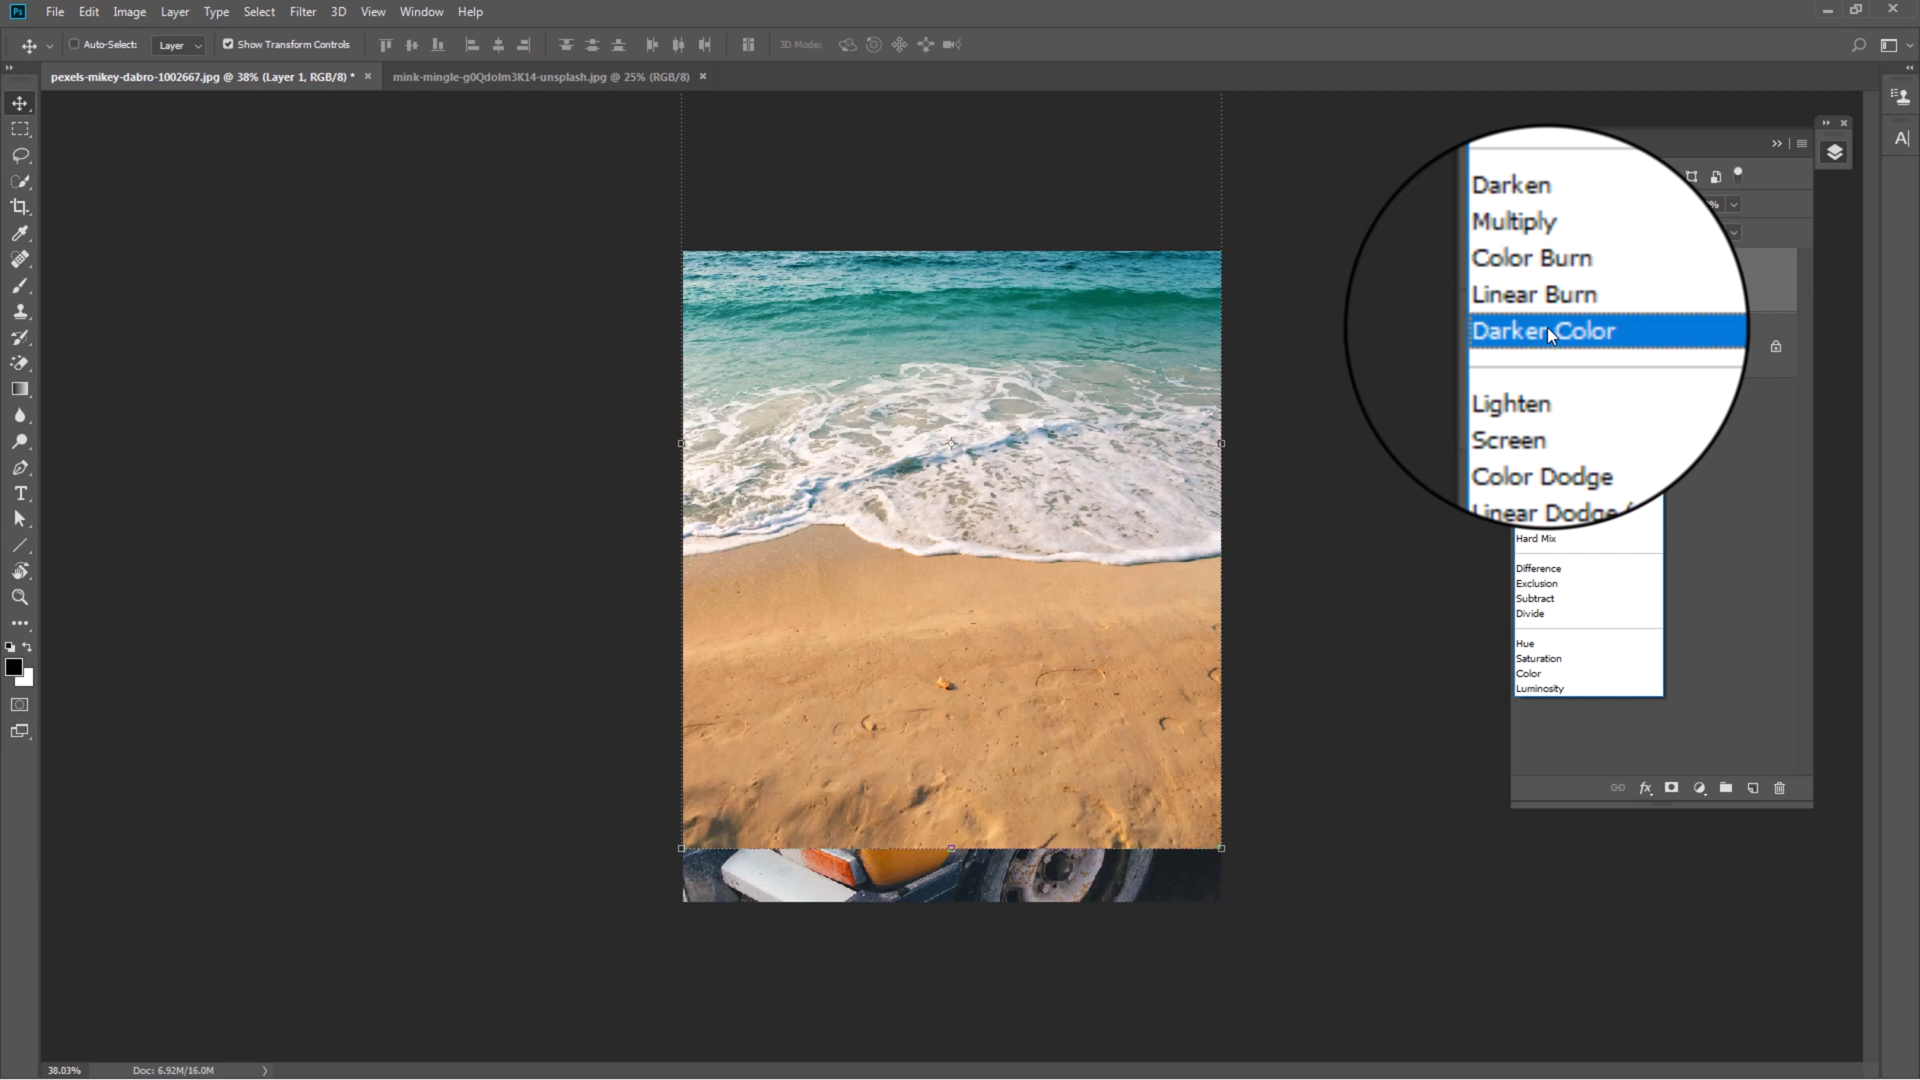 Ps File Edit Image Layer Type Select Filter 3D View Window Help
Auto-Select: Layer Show Transform Controls 3D Mode:
pexels-mikey-dabro-1002667.jpg @ 38% (Layer 1, RGB/8) * mink-mingle-g0Qdolm3K14-unsplash.jpg @ 25% (RGB/8)
%
Darken
Multiply
Color Burn
Linear Burn
Darker Color
Lighten
Screen
Color Dodge
Linear Dodge (
Hard Mix
Difference
Exclusion
Subtract
Divide
Hue
Saturation
Color
Luminosity
fx
38.03% Doc: 6.92M/16.0M